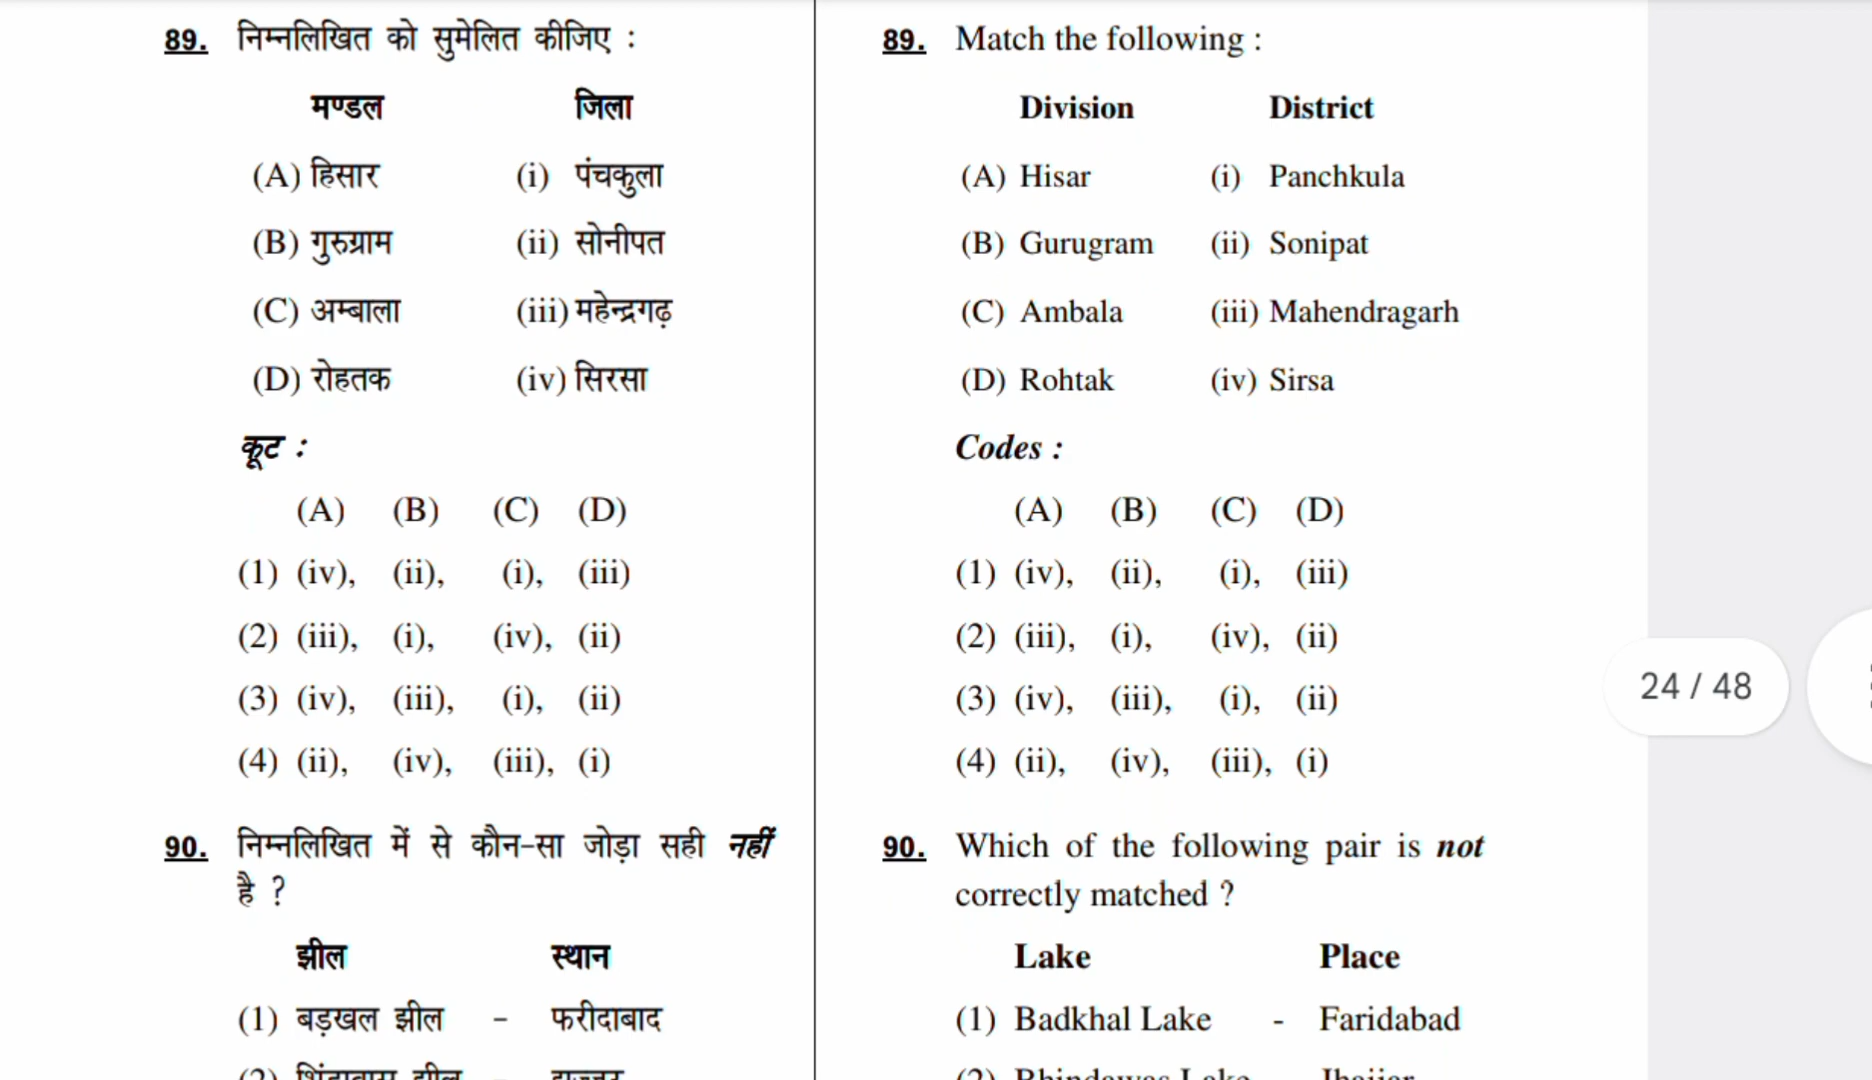 89. निम्नलिखित को सुमेलित कीजिए :
मण्डल जिला
(A) हिसार (i) पंचकुला
(B) गुरुग्राम (ii) सोनीपत
(C) अम्बाला (iii) महेन्द्रगढ़
(D) रोहतक (iv) सिरसा
कूट :
(A) (B) (C) (D)
(1) (iv), (ii), (i), (iii)
(2) (iii), (i), (iv), (ii)
(3) (iv), (iii), (i), (ii)
(4) (ii), (iv), (iii), (i)
90. निम्नलिखित में से कौन-सा जोड़ा सही नहीं
है ?
झील स्थान
(1) बड़खल झील - फरीदाबाद
89. Match the following :
Division District
(A) Hisar (i) Panchkula
(B) Gurugram (ii) Sonipat
(C) Ambala (iii) Mahendragarh
(D) Rohtak (iv) Sirsa
Codes :
(A) (B) (C) (D)
(1) (iv), (ii), (i), (iii)
(2) (iii), (i), (iv), (ii)
(3) (iv), (iii), (i), (ii)
(4) (ii), (iv), (iii), (i)
90. Which of the following pair is not
correctly matched ?
Lake Place
(1) Badkhal Lake - Faridabad
(2) Bhindawas Lake - Jhajjar
24 / 48